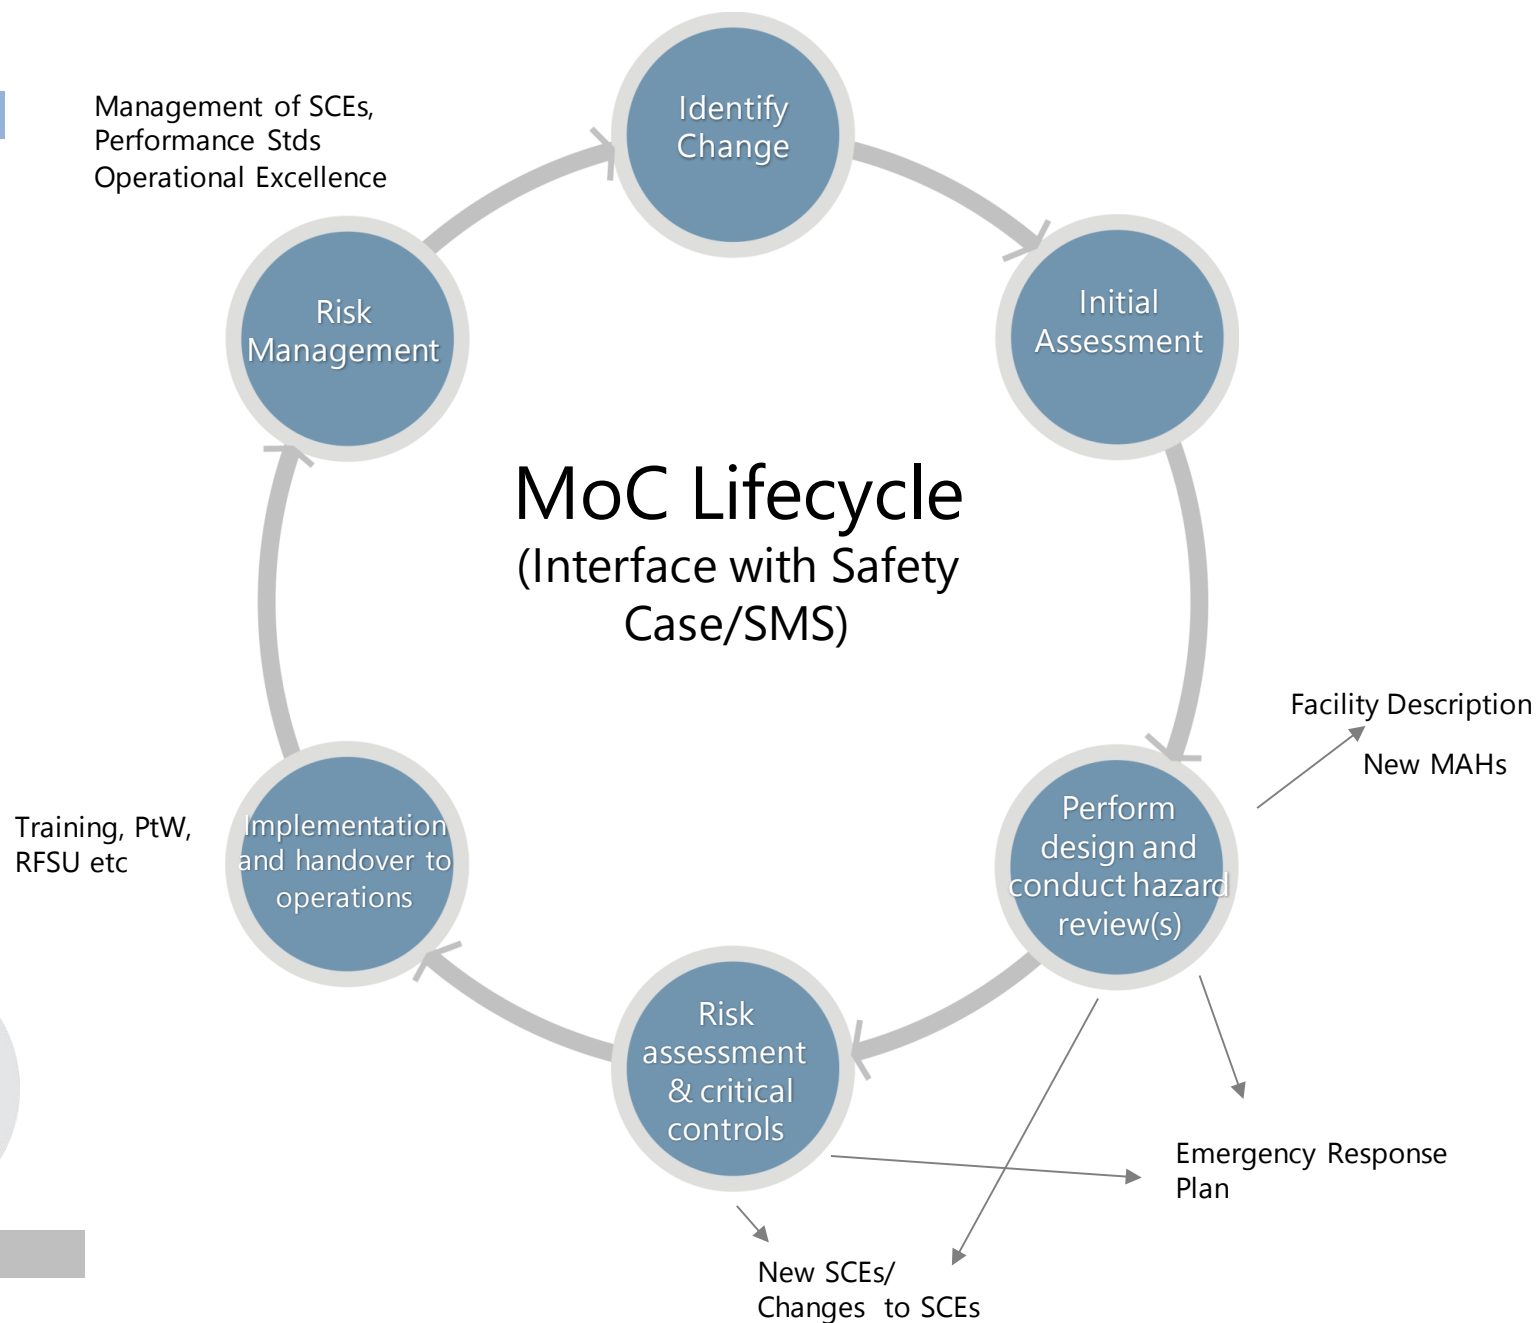 Management of SCEs,
Performance Stds
Operational Excellence
Identify
Change
Initial
Assessment
Risk
Management
MoC Lifecycle
(Interface with Safety
Case/SMS)
Facility Description
New MAHs
Perform
design and
conduct hazard
review(s)
Training, PtW,
RFSU etc
Implementation
and handover to
operations
Risk
assessment
& critical
controls
Emergency Response
Plan
New SCEs/
Changes to SCEs